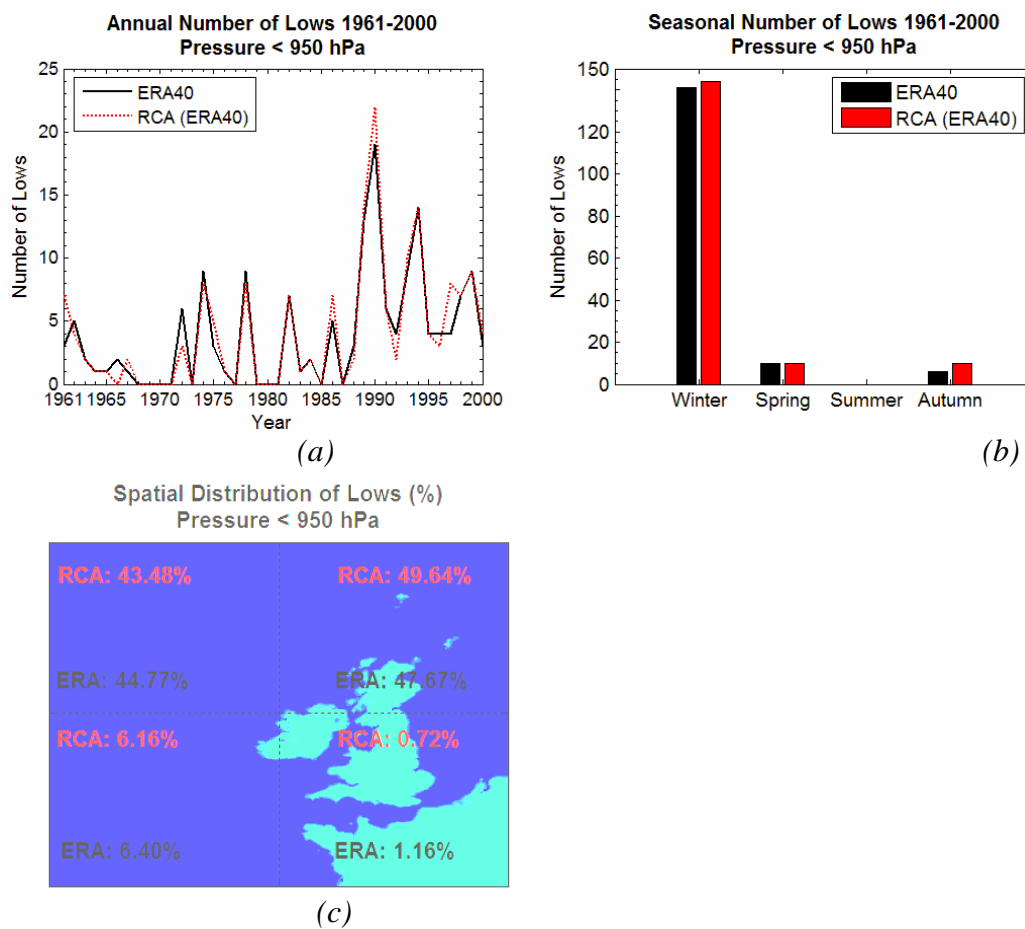 Annual Number of Lows 1961-2000
Pressure < 950 hPa
25
20
15
10
5
0
Number of Lows
ERA40
RCA (ERA40)
1961 1965 1970 1975 1980 1985 1990 1995 2000
Year
(a)
Seasonal Number of Lows 1961-2000
Pressure < 950 hPa
150
120
140
80
60
40
20
10
0
Number of Lows
ERA40
RCA (ERA40)
Winter Spring Summer Autumn
(b)
Spatial Distribution of Lows (%)
Pressure < 950 hPa
RCA: 43.48% RCA: 49.64%
ERA: 44.77% ERA: 47.67%
RCA: 6.16% RCA: 0.72%
ERA: 6.40% ERA: 1.16%
(c)